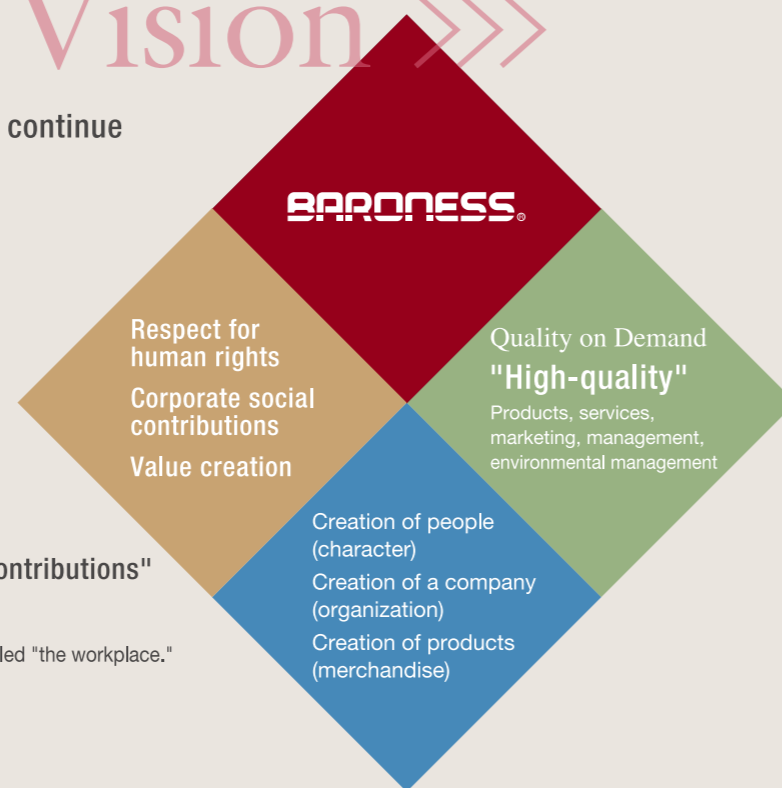 Vision
continue
BARONESS®
Respect for
human rights
Corporate social
contributions
Value creation
Quality on Demand
"High-quality"
Products, services,
marketing, management,
environmental management
Creation of people
(character)
Creation of a company
(organization)
Creation of products
(merchandise)
ontributions"
led "the workplace."